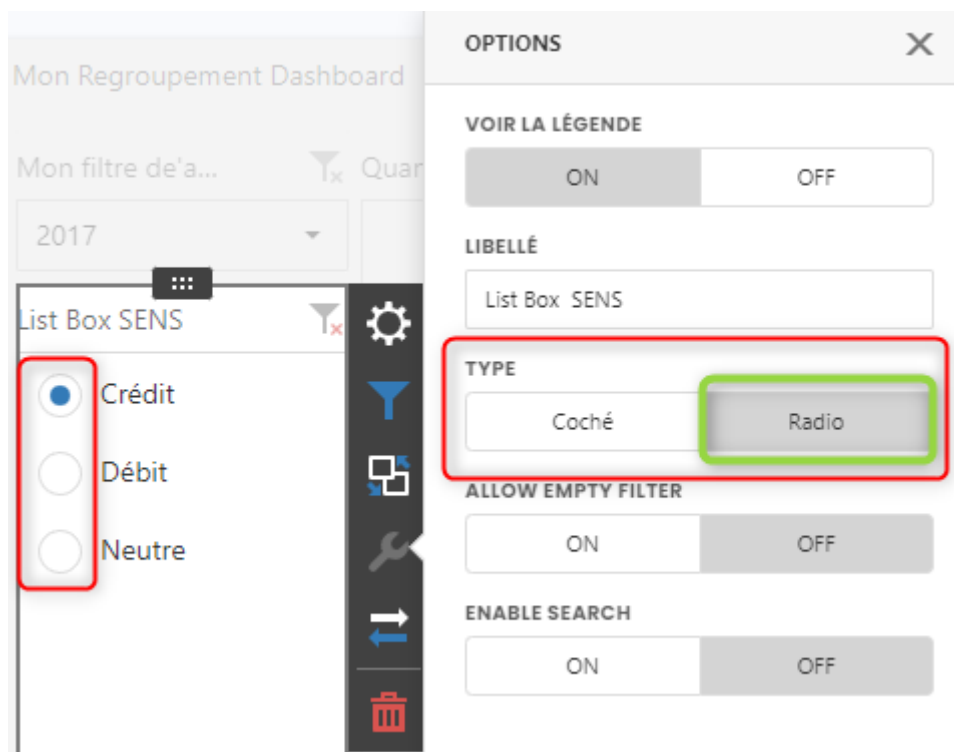 Mon Regroupement Dashboard
Mon filtre de'a...
Quar
2017
List Box SENS
Crédit
Débit
Neutre
OPTIONS
VOIR LA LÉGENDE
ON OFF
LIBELLÉ
List Box SENS
TYPE
Coché Radio
ALLOW EMPTY FILTER
ON OFF
ENABLE SEARCH
ON OFF